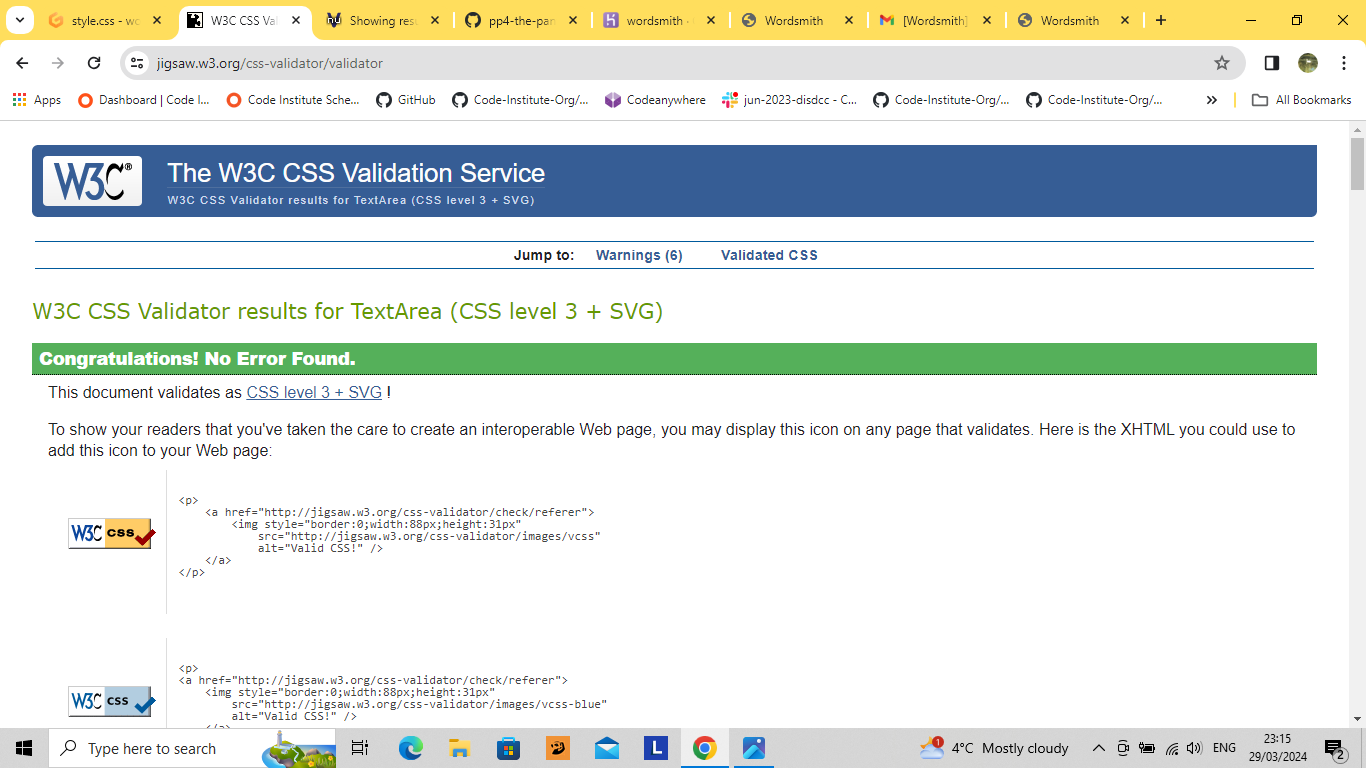 style.css - wo
W3C CSS Val
Showing resu
pp4-the-pan
wordsmith ·
Wordsmith
[Wordsmith]
Wordsmith
jigsaw.w3.org/css-validator/validator
Apps
Dashboard | Code I...
Code Institute Sche...
GitHub
Code-Institute-Org/...
Codeanywhere
jun-2023-disdcc - C...
Code-Institute-Org/...
Code-Institute-Org/...
»
All Bookmarks
W3C®
The W3C CSS Validation Service
W3C CSS Validator results for TextArea (CSS level 3 + SVG)
Jump to: Warnings (6) Validated CSS
W3C CSS Validator results for TextArea (CSS level 3 + SVG)
Congratulations! No Error Found.
This document validates as CSS level 3 + SVG !
To show your readers that you've taken the care to create an interoperable Web page, you may display this icon on any page that validates. Here is the XHTML you could use to
add this icon to your Web page:
W3C css
<p>
<a href="http://jigsaw.w3.org/css-validator/check/referer">
<img style="border:0;width:88px;height:31px"
src="http://jigsaw.w3.org/css-validator/images/vcss"
alt="Valid CSS!" />
</a>
</p>
W3C css
<p>
<a href="http://jigsaw.w3.org/css-validator/check/referer">
<img style="border:0;width:88px;height:31px"
src="http://jigsaw.w3.org/css-validator/images/vcss-blue"
alt="Valid CSS!" />
</a>
Type here to search
L
1
4°C Mostly cloudy
ENG
23:15
29/03/2024
2